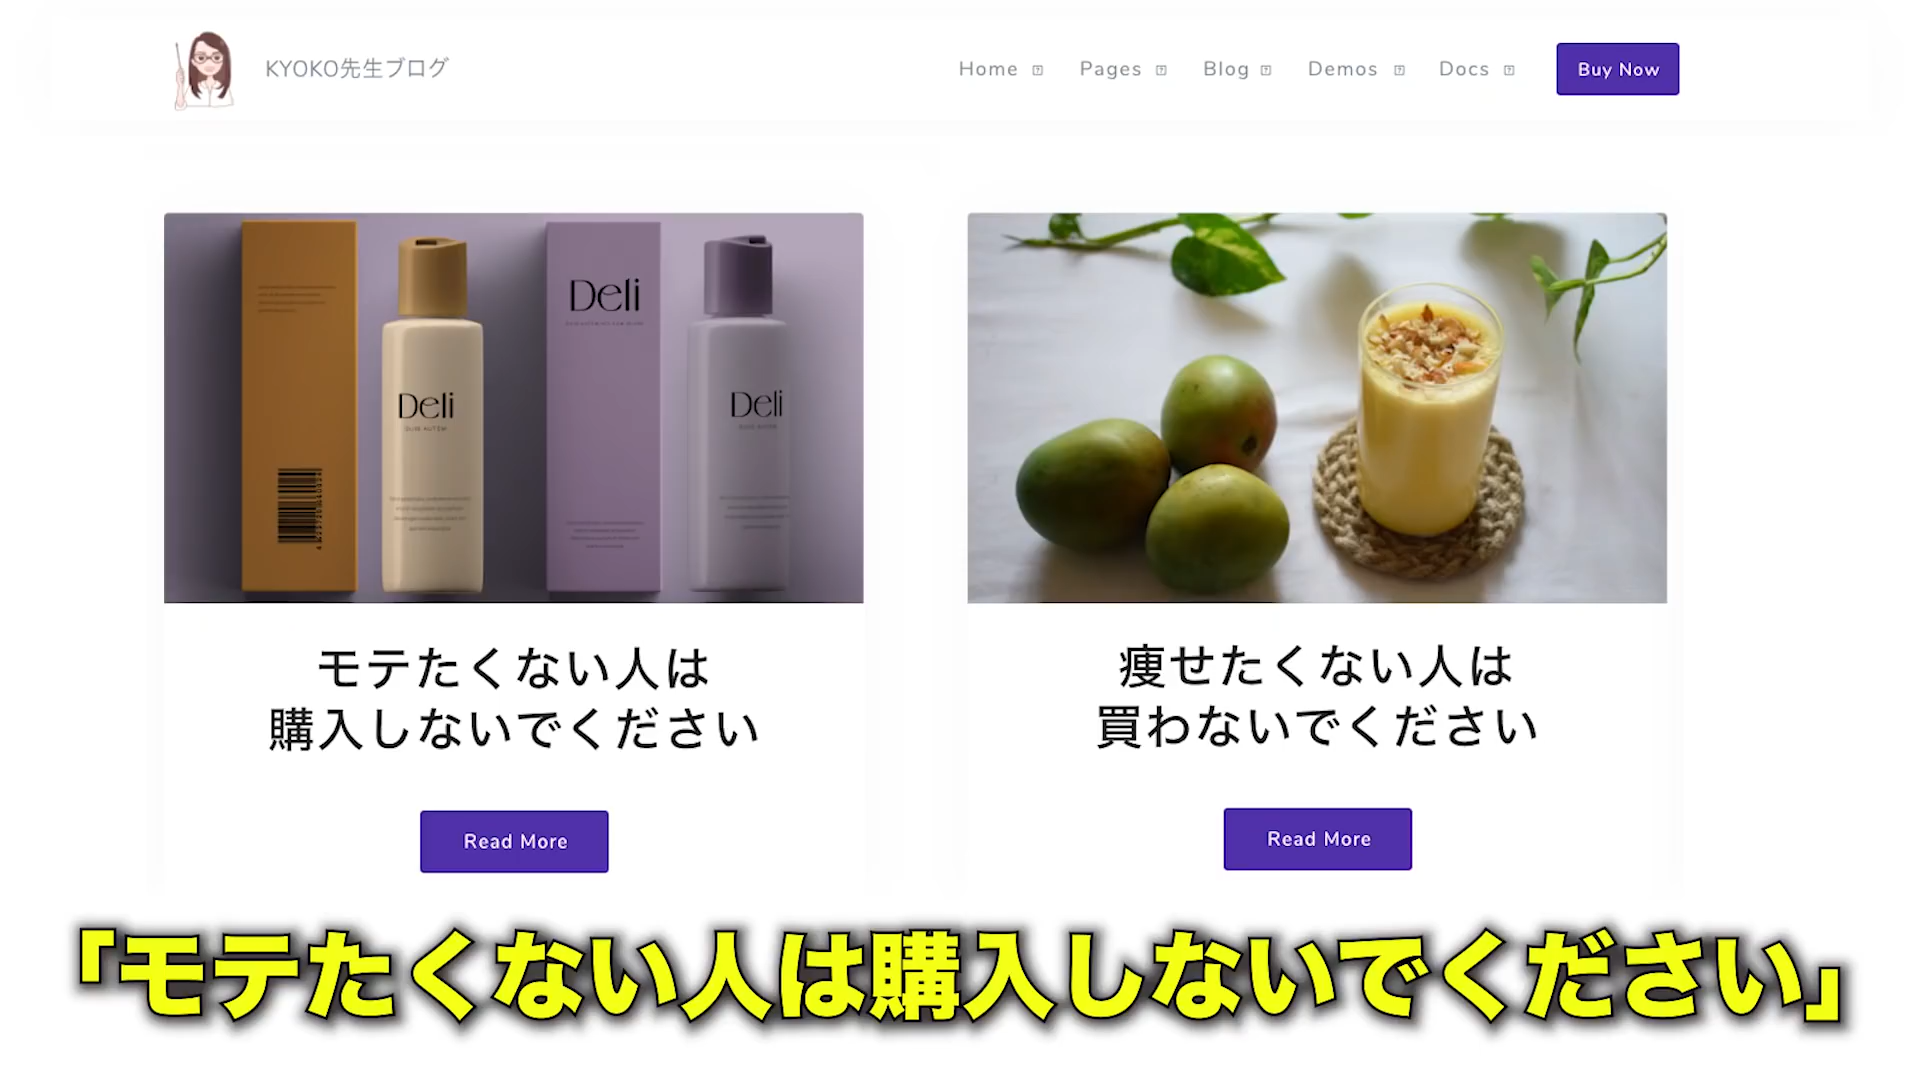 KYOKO先生ブログ
Home
Pages
Blog
Demos
Docs
Buy Now
Deli
Deli
DUIS AUTEM
Deli
DUIS AUTEM
モテたくない人は
購入しないでください
Read More
痩せたくない人は
買わないでください
Read More
「モテたくない人は購入しないでください」